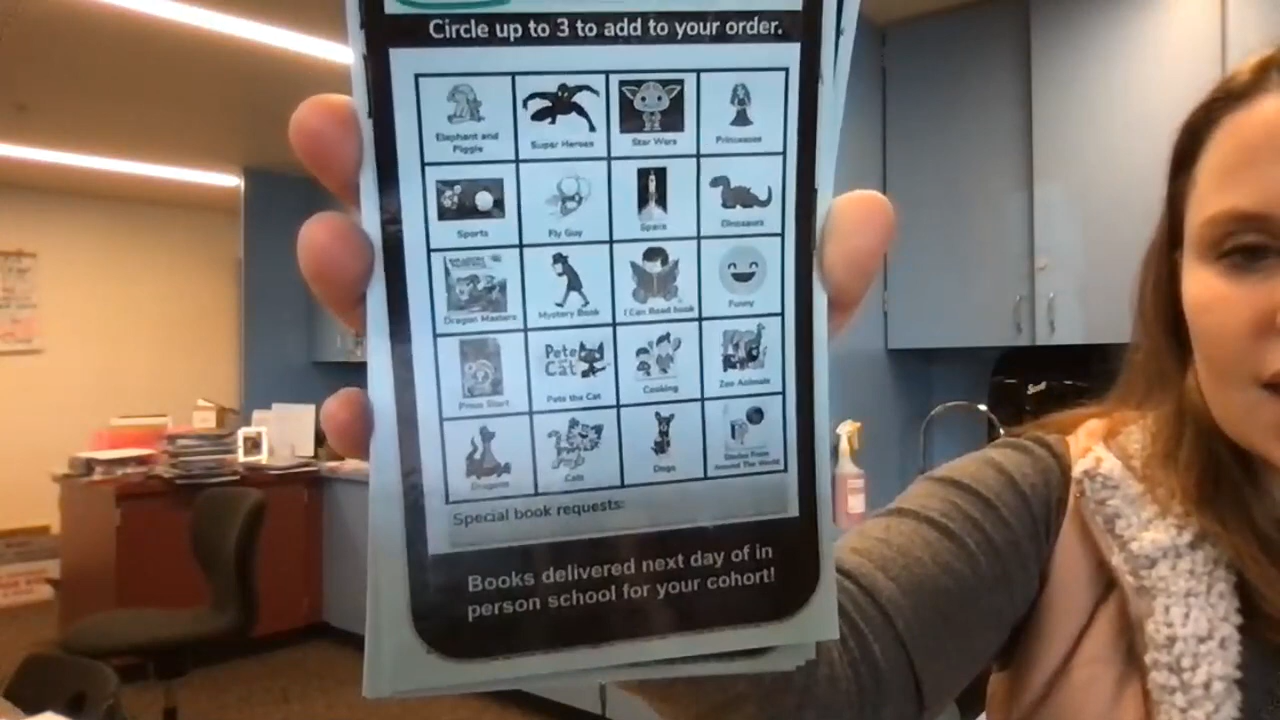 Circle up to 3 to add to your order.
Elephant and
Piggie
Super Heroes
Star Wars
Princesses
Sports
Fly Guy
Space
Dinosaurs
Dragon Masters
Mystery Book
I Can Read book
Funny
Press Start
Pete the
Cat
Pete the Cat
Cooking
Zoo Animals
Dragons
Cats
Dogs
Stories From
Around The World
Special book requests:
Books delivered next day of in
person school for your cohort!
Scott